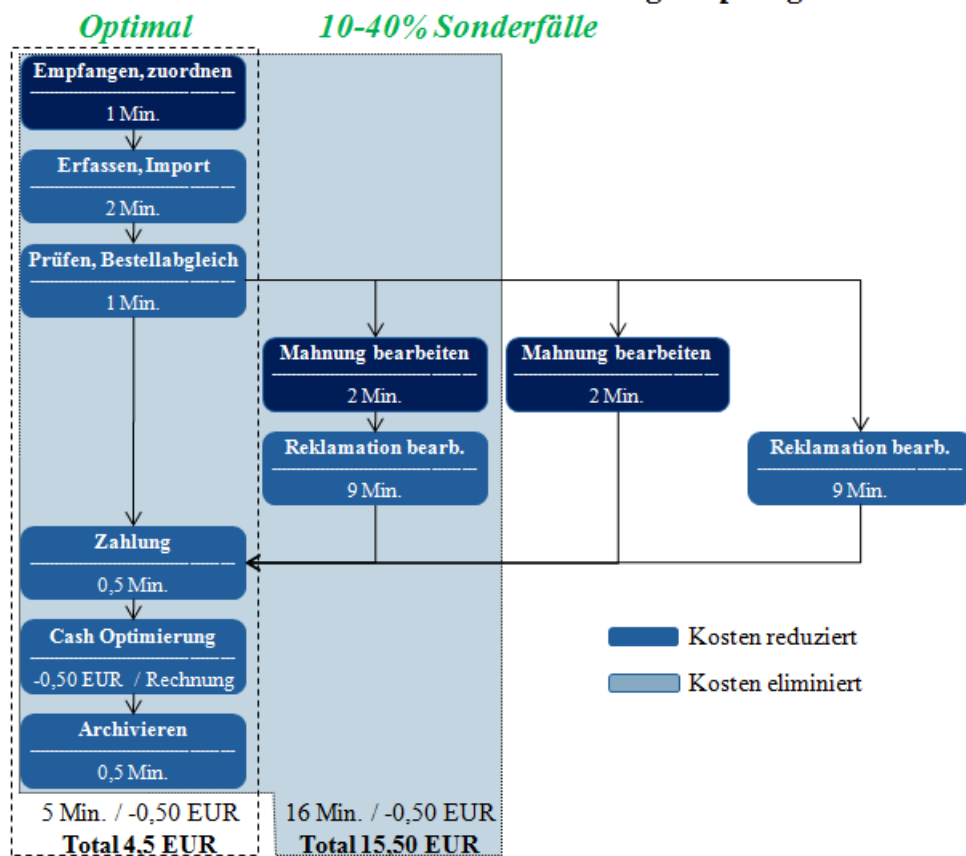 Optimal
10-40% Sonderfälle
Empfangen, zuordnen
1 Min.
Erfassen, Import
2 Min.
Prüfen, Bestellabgleich
1 Min.
Mahnung bearbeiten
2 Min.
Mahnung bearbeiten
2 Min.
Reklamation bearb.
9 Min.
Reklamation bearb.
9 Min.
Zahlung
0,5 Min.
Cash Optimierung
-0,50 EUR / Rechnung
Archivieren
0,5 Min.
Kosten reduziert
Kosten eliminiert
5 Min. / -0,50 EUR
Total 4,5 EUR
16 Min. / -0,50 EUR
Total 15,50 EUR